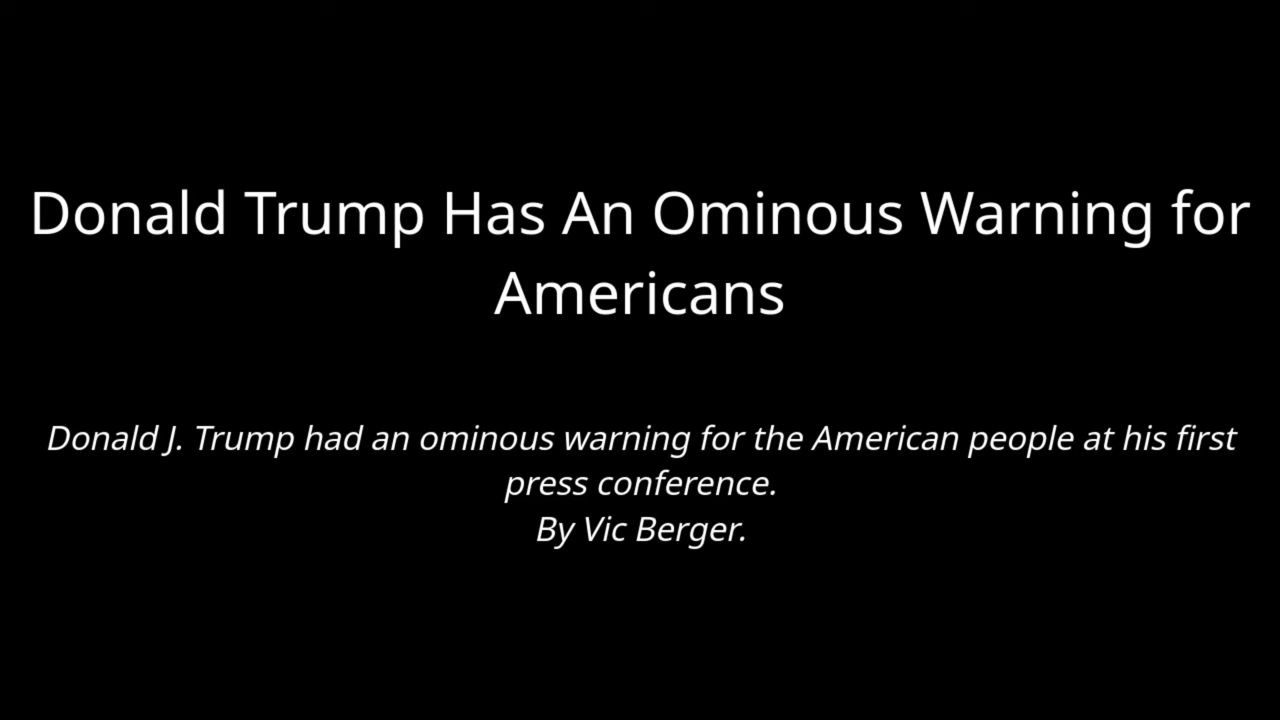 Donald Trump Has An Ominous Warning for
Americans
Donald J. Trump had an ominous warning for the American people at his first
press conference.
By Vic Berger.